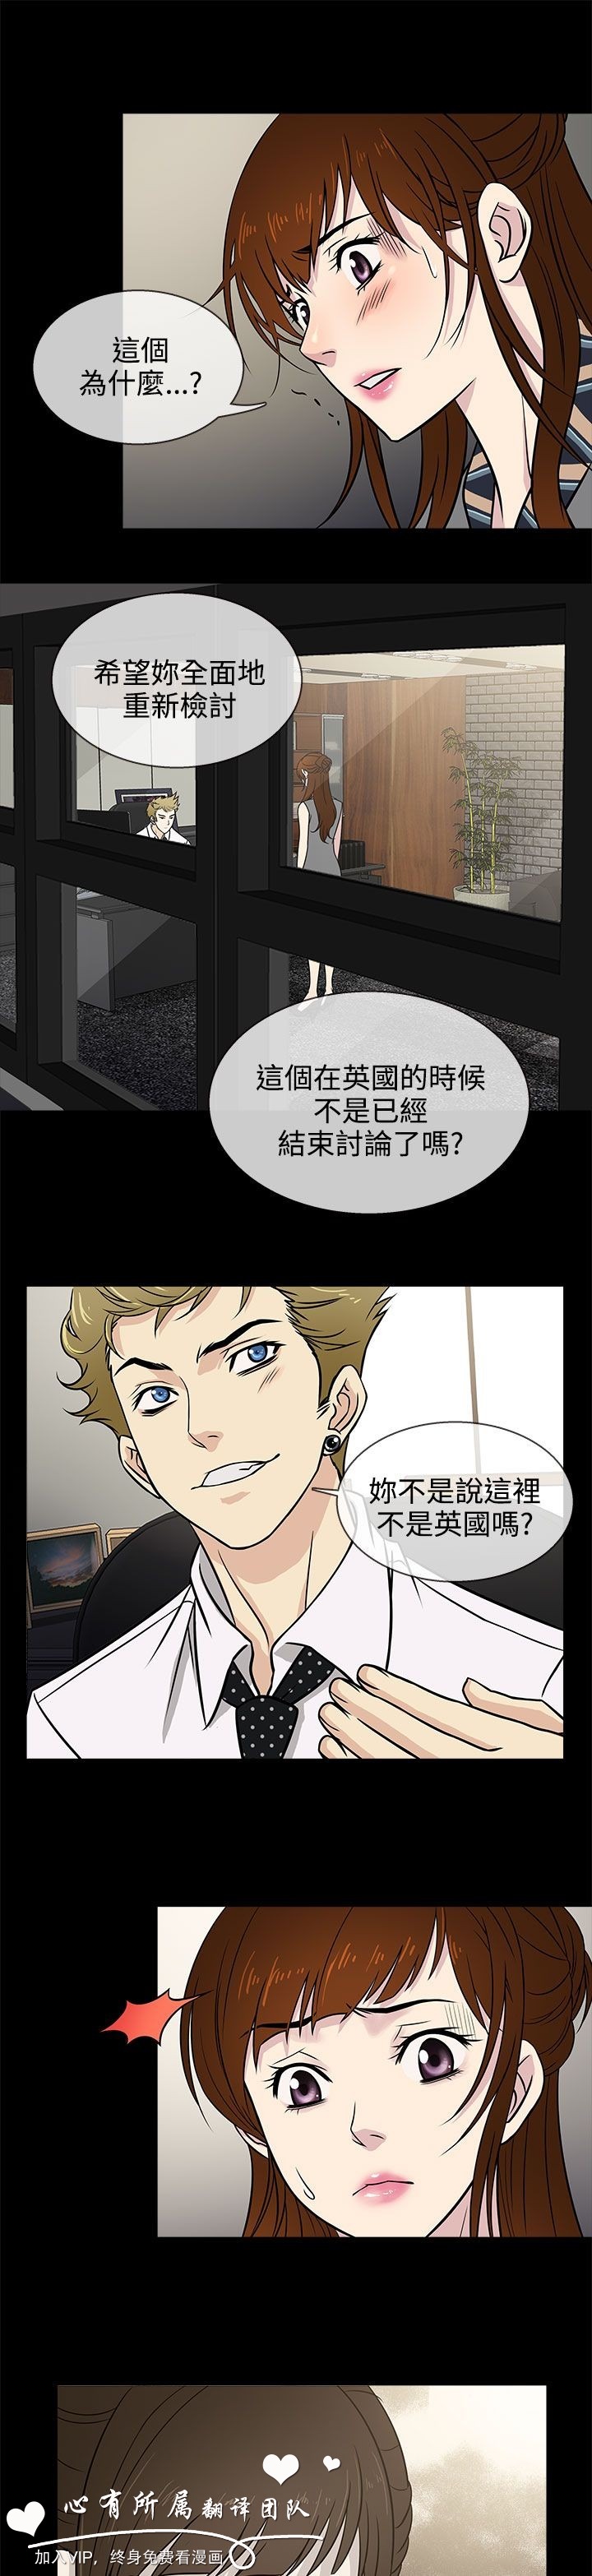 這個
為什麼...?
希望妳全面地
重新檢討
這個在英國的時候
不是已經
結束討論了嗎?
妳不是說這裡
不是英國嗎?
心有所属翻译团队
加入VIP，终身免费看漫画